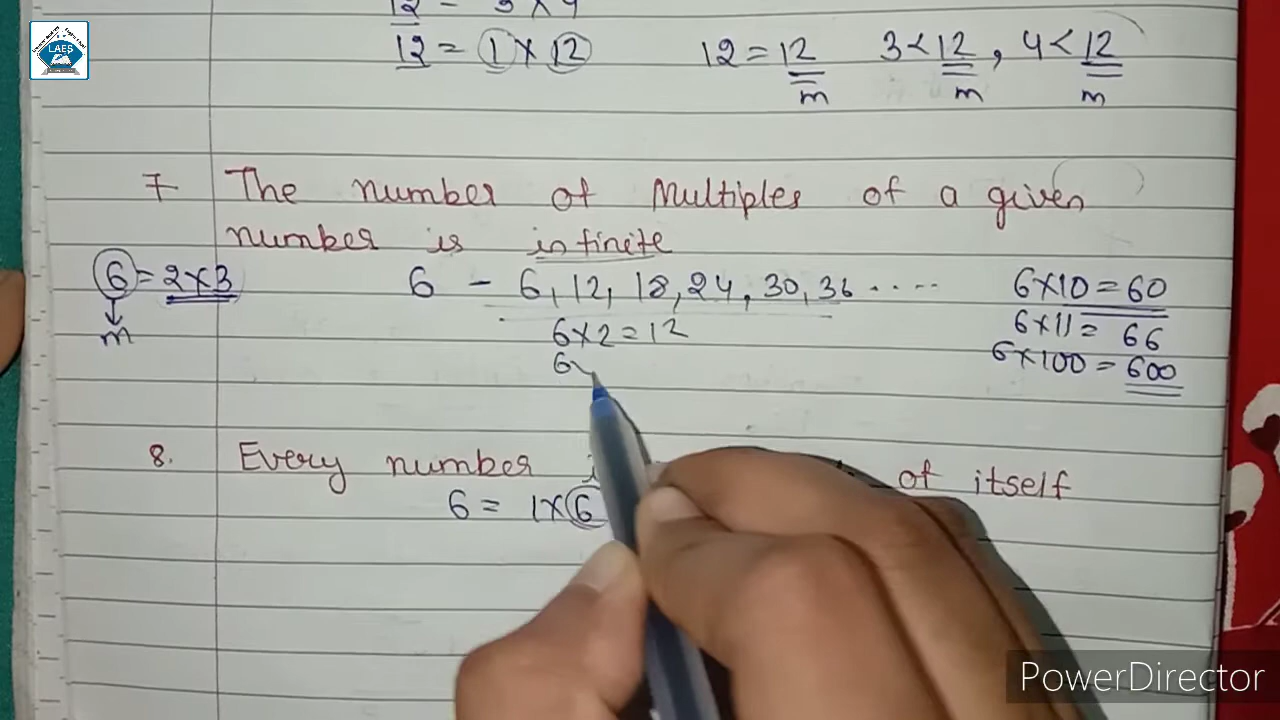 LAES
12 = 1 × 12 12 = 12 3 < 12 , 4 < 12
m m m
7 The number of Multiples of a given
number is infinite
6 = 2×3 6 - 6, 12, 18, 24, 30, 36 ...... 6×10 = 60
m 6×2 = 12 6×11 = 66
6× 6×100 = 600
8. Every number of itself
6 = 1×6
PowerDirector